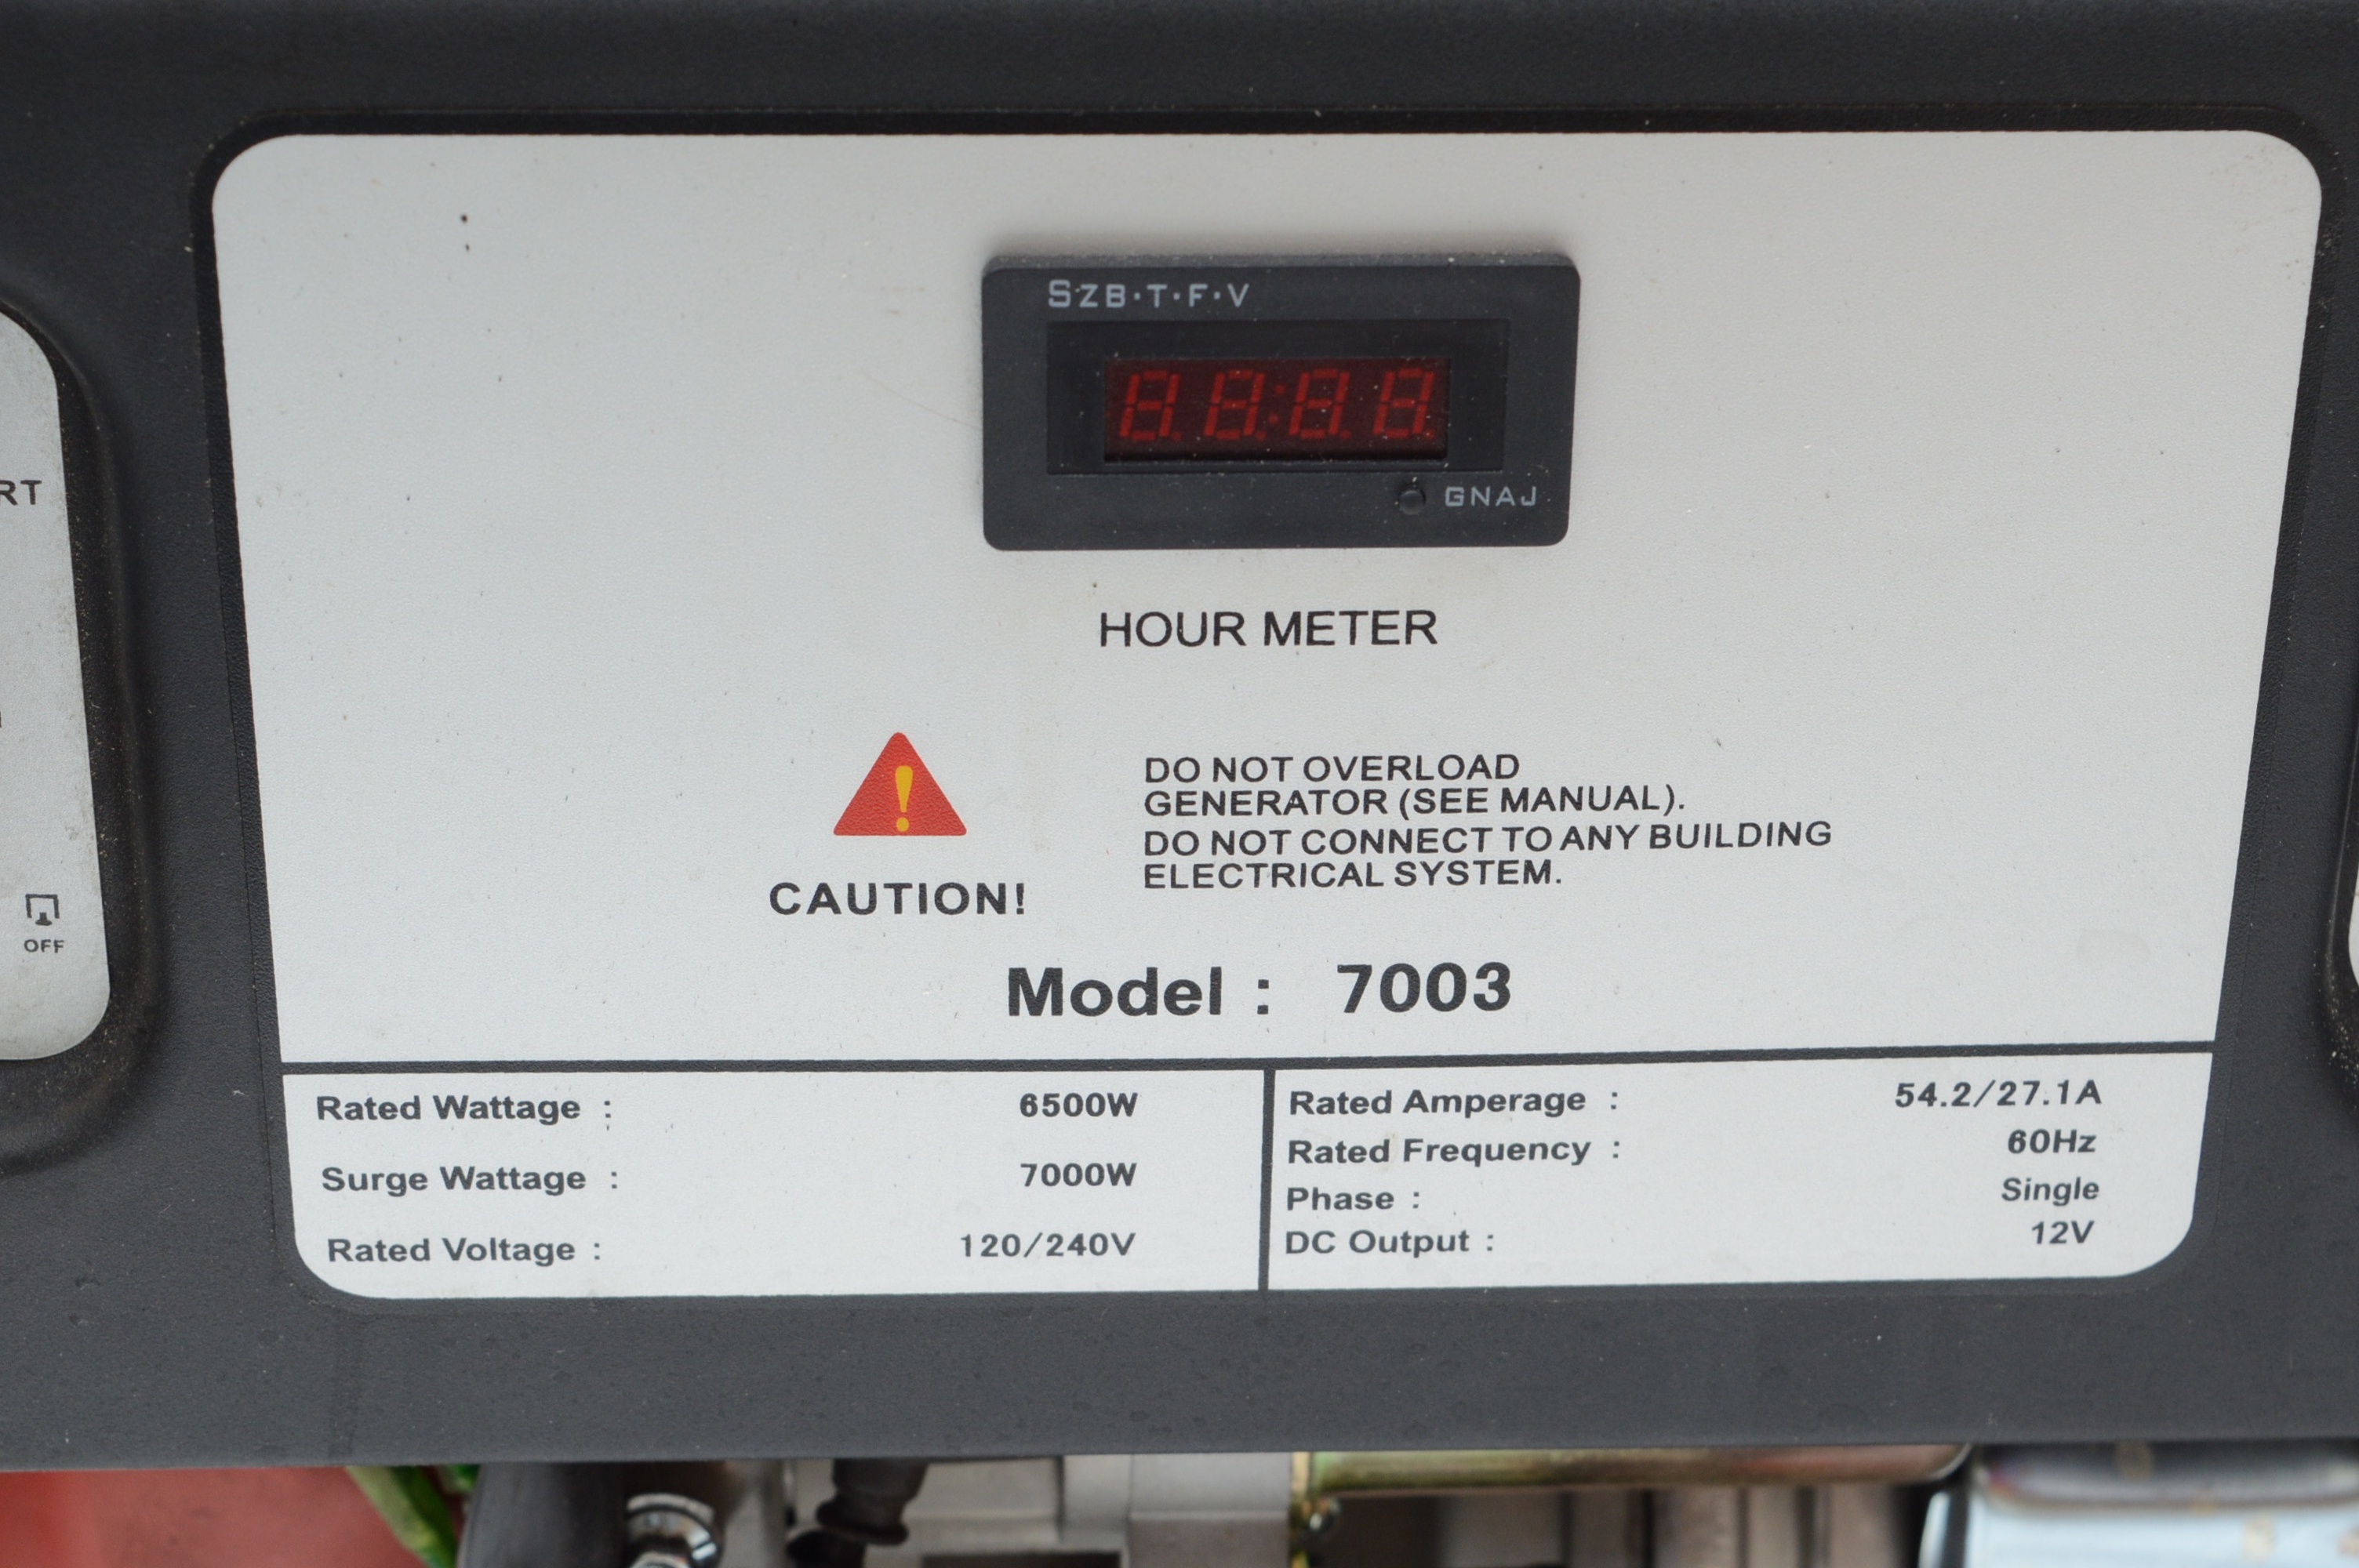 SZB·T·F·V
GNAJ
HOUR METER
DO NOT OVERLOAD
GENERATOR (SEE MANUAL).
DO NOT CONNECT TO ANY BUILDING
ELECTRICAL SYSTEM.
CAUTION!
Model : 7003
Rated Wattage : 6500W
Surge Wattage : 7000W
Rated Voltage : 120/240V
Rated Amperage : 54.2/27.1A
Rated Frequency : 60Hz
Phase : Single
DC Output : 12V
RT
OFF